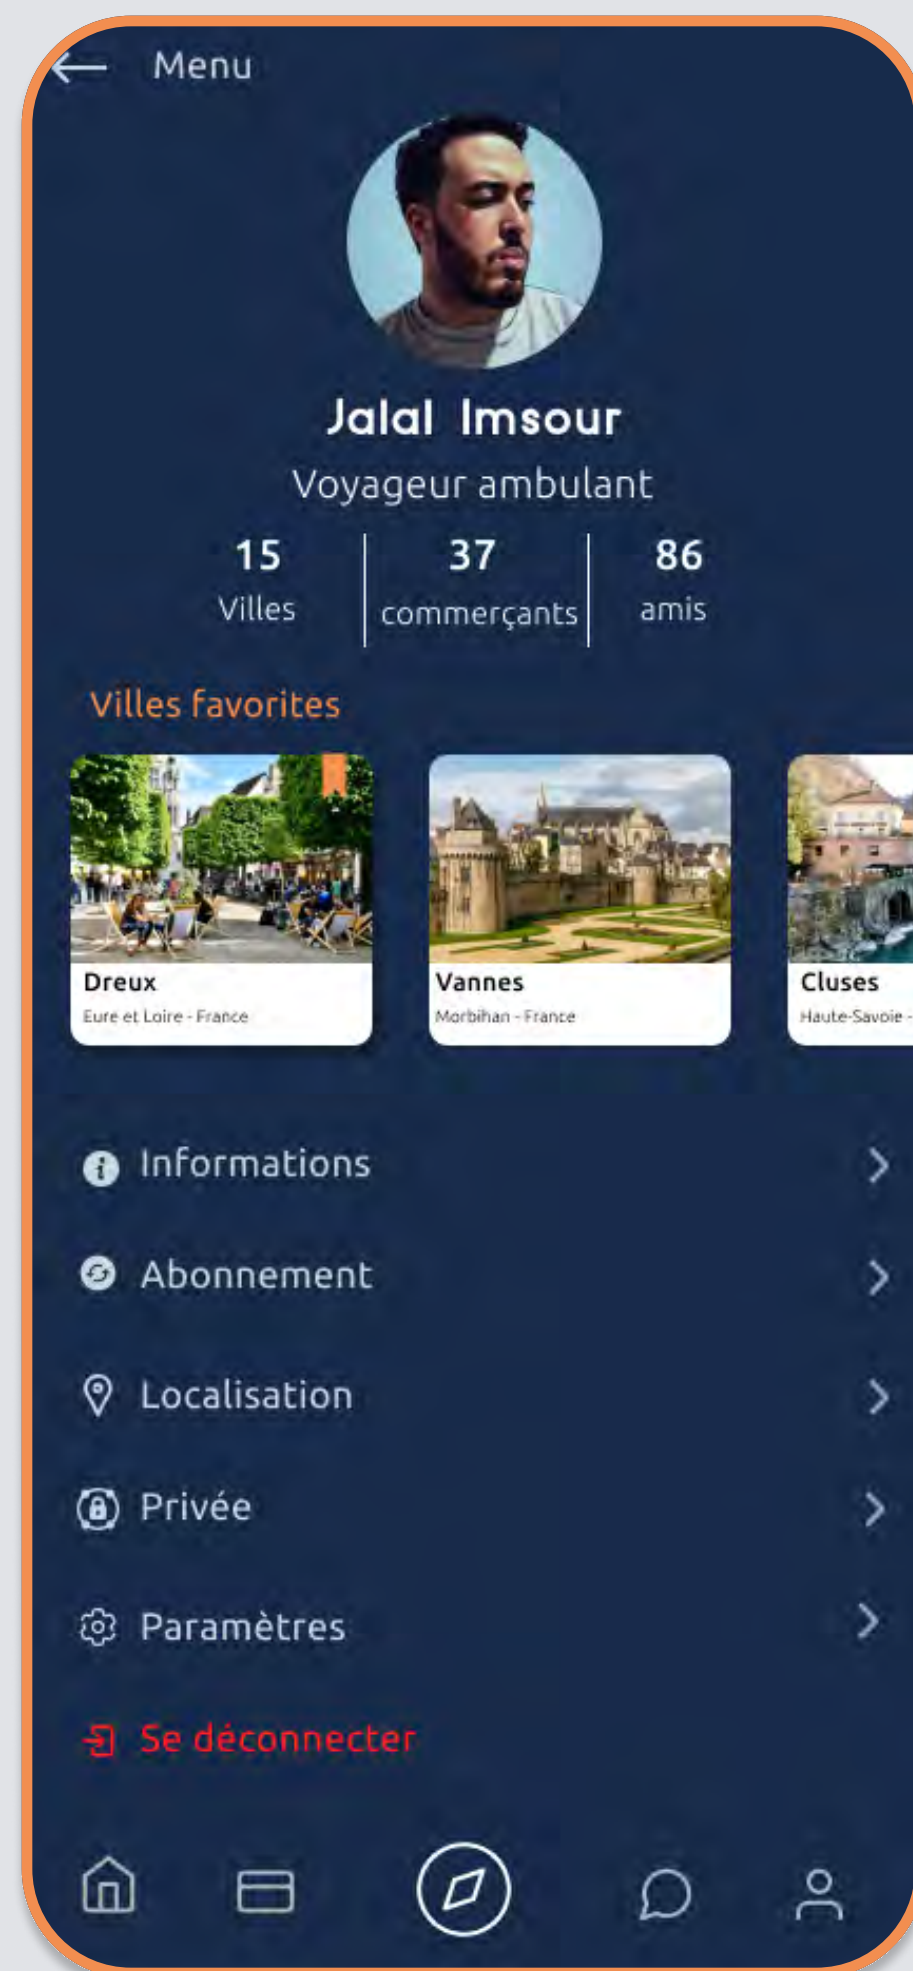 Menu
Jalal Imsour
Voyageur ambulant
15 37 86
Villes commerçants amis
Villes favorites
Dreux Vannes Cluses
Eure et Loire - France Morbihan - France Haute-Savoie -
Informations
Abonnement
Localisation
Privée
Paramètres
Se déconnecter